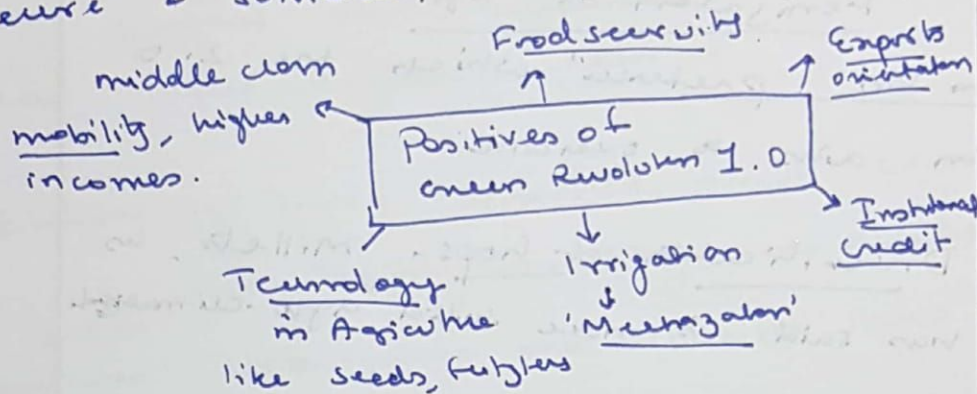 Food security.
Exports
orientation
middle class
mobility, higher
incomes.
Positives of
Green Revolution 1.0
Institutional
credit
Technology
in Agriculture
like seeds, fertilizers
Irrigation
'Mechanization'